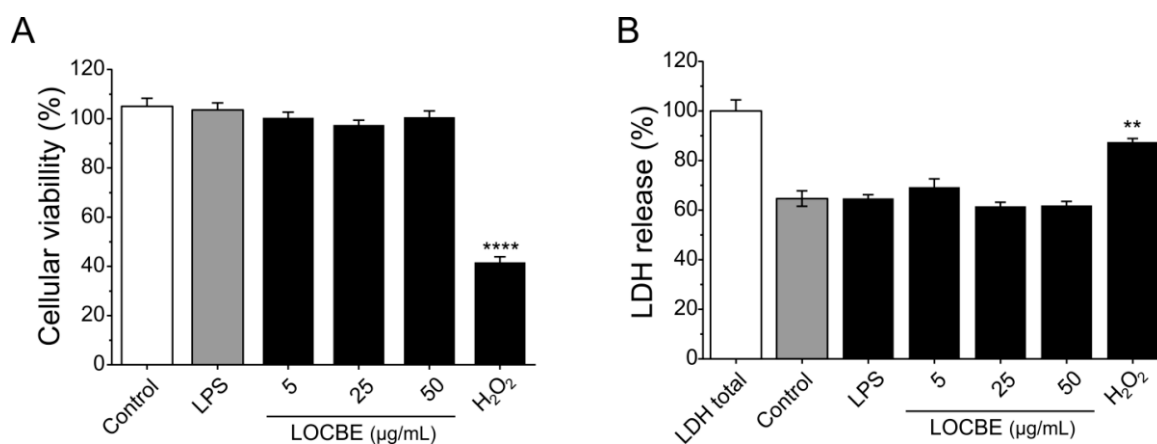 A
Cellular viabillity (%)
120
100
80
60
40
20
0
****
Control
LPS
5
25
50
H₂O₂
LOCBE (µg/mL)
B
LDH release (%)
120
100
80
60
40
20
0
**
LDH total
Control
LPS
5
25
50
H₂O₂
LOCBE (µg/mL)